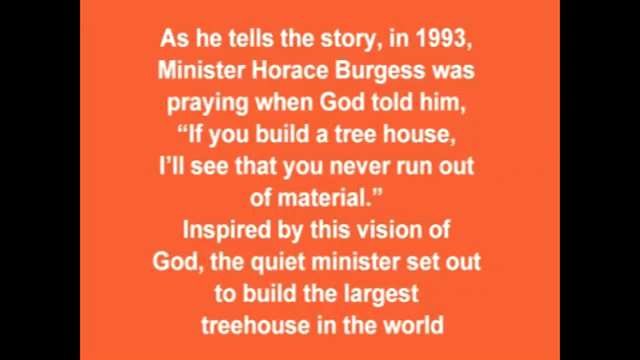 As he tells the story, in 1993,
Minister Horace Burgess was
praying when God told him,
“If you build a tree house,
I’ll see that you never run out
of material.”
Inspired by this vision of
God, the quiet minister set out
to build the largest
treehouse in the world